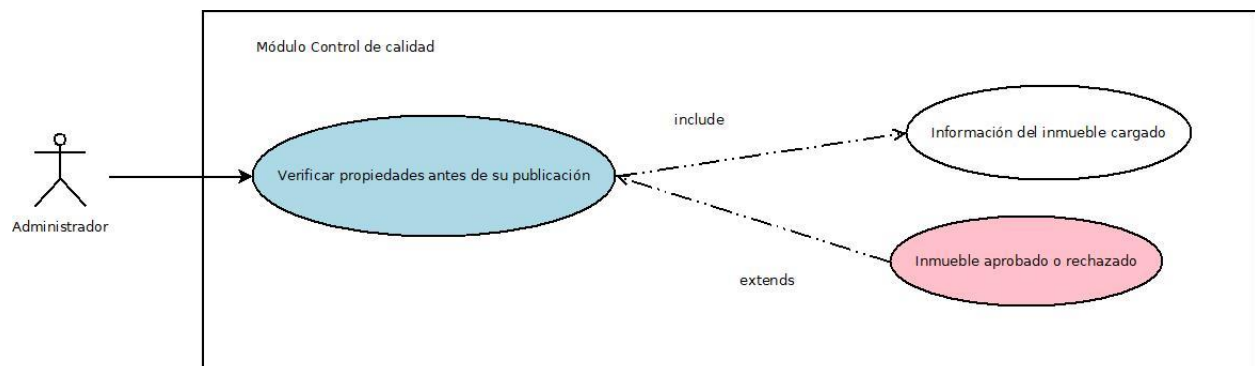 Módulo Control de calidad
include
Información del inmueble cargado
Verificar propiedades antes de su publicación
Administrador
Inmueble aprobado o rechazado
extends